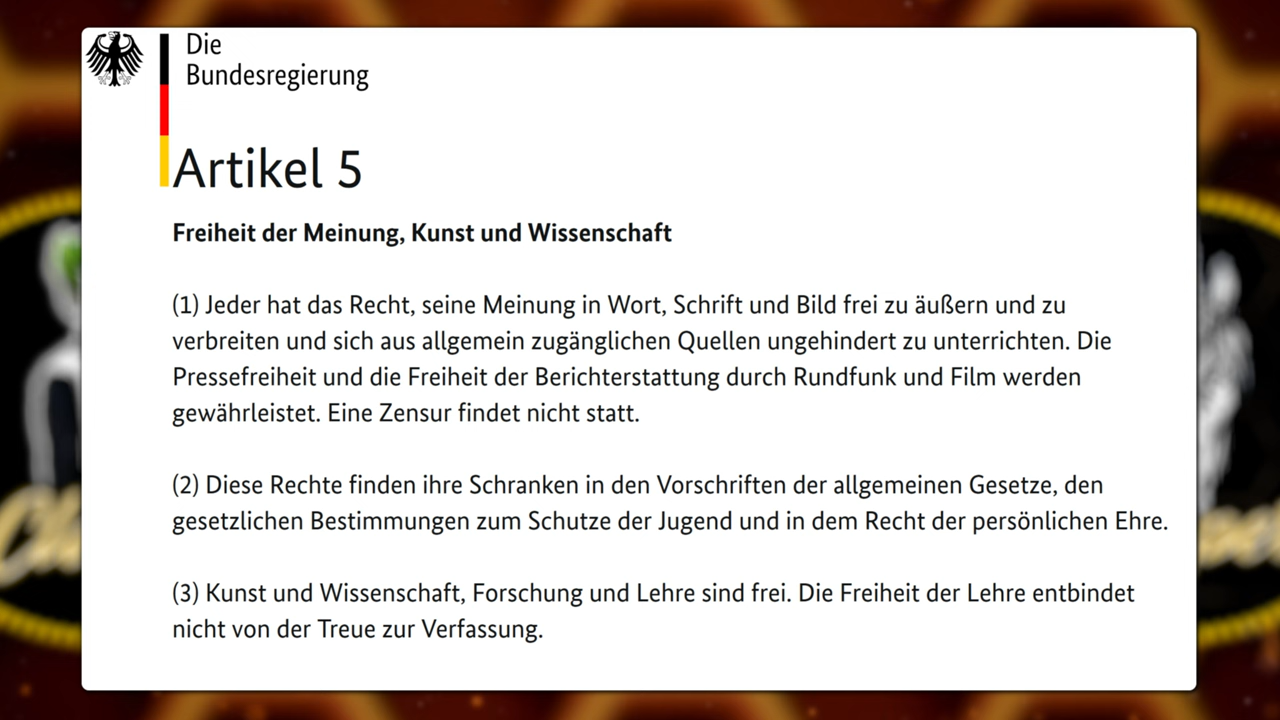 Die
Bundesregierung
Artikel 5
Freiheit der Meinung, Kunst und Wissenschaft
(1) Jeder hat das Recht, seine Meinung in Wort, Schrift und Bild frei zu äußern und zu
verbreiten und sich aus allgemein zugänglichen Quellen ungehindert zu unterrichten. Die
Pressefreiheit und die Freiheit der Berichterstattung durch Rundfunk und Film werden
gewährleistet. Eine Zensur findet nicht statt.
(2) Diese Rechte finden ihre Schranken in den Vorschriften der allgemeinen Gesetze, den
gesetzlichen Bestimmungen zum Schutze der Jugend und in dem Recht der persönlichen Ehre.
(3) Kunst und Wissenschaft, Forschung und Lehre sind frei. Die Freiheit der Lehre entbindet
nicht von der Treue zur Verfassung.